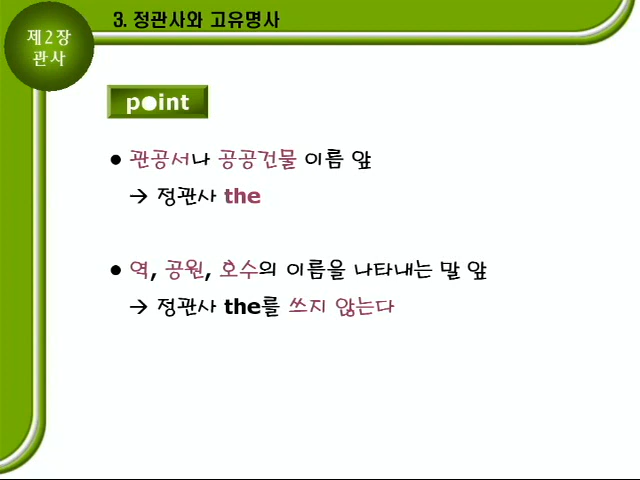 3. 정관사와 고유명사
제2장
관사
point
● 관공서나 공공건물 이름 앞
→ 정관사 the
● 역, 공원, 호수의 이름을 나타내는 말 앞
→ 정관사 the를 쓰지 않는다